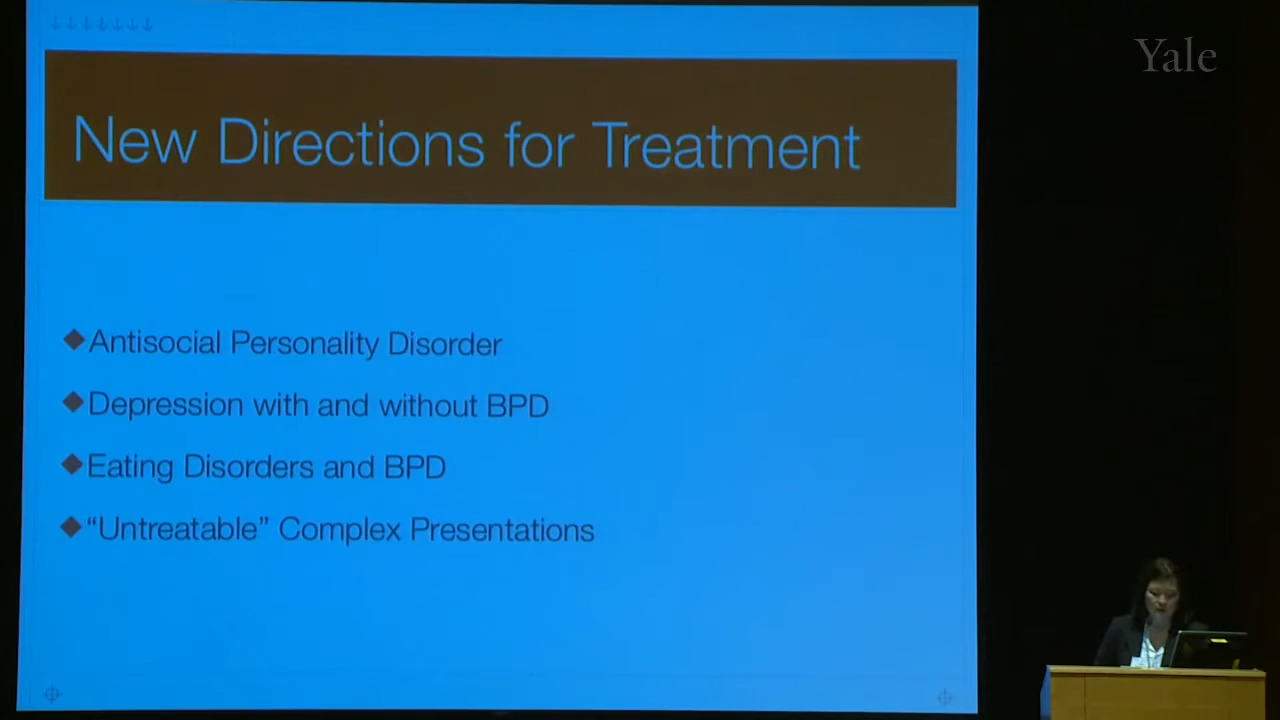 Yale
New Directions for Treatment
Antisocial Personality Disorder
Depression with and without BPD
Eating Disorders and BPD
“Untreatable” Complex Presentations